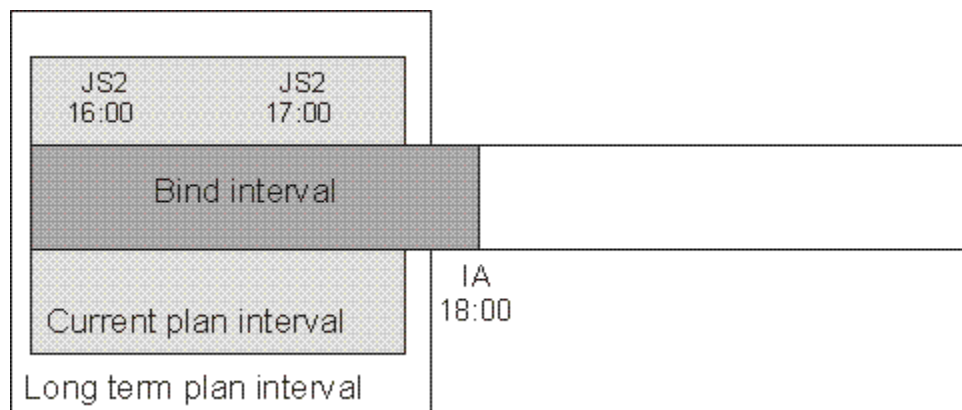 JS2 JS2
16:00 17:00
Bind interval
IA
18:00
Current plan interval
Long term plan interval